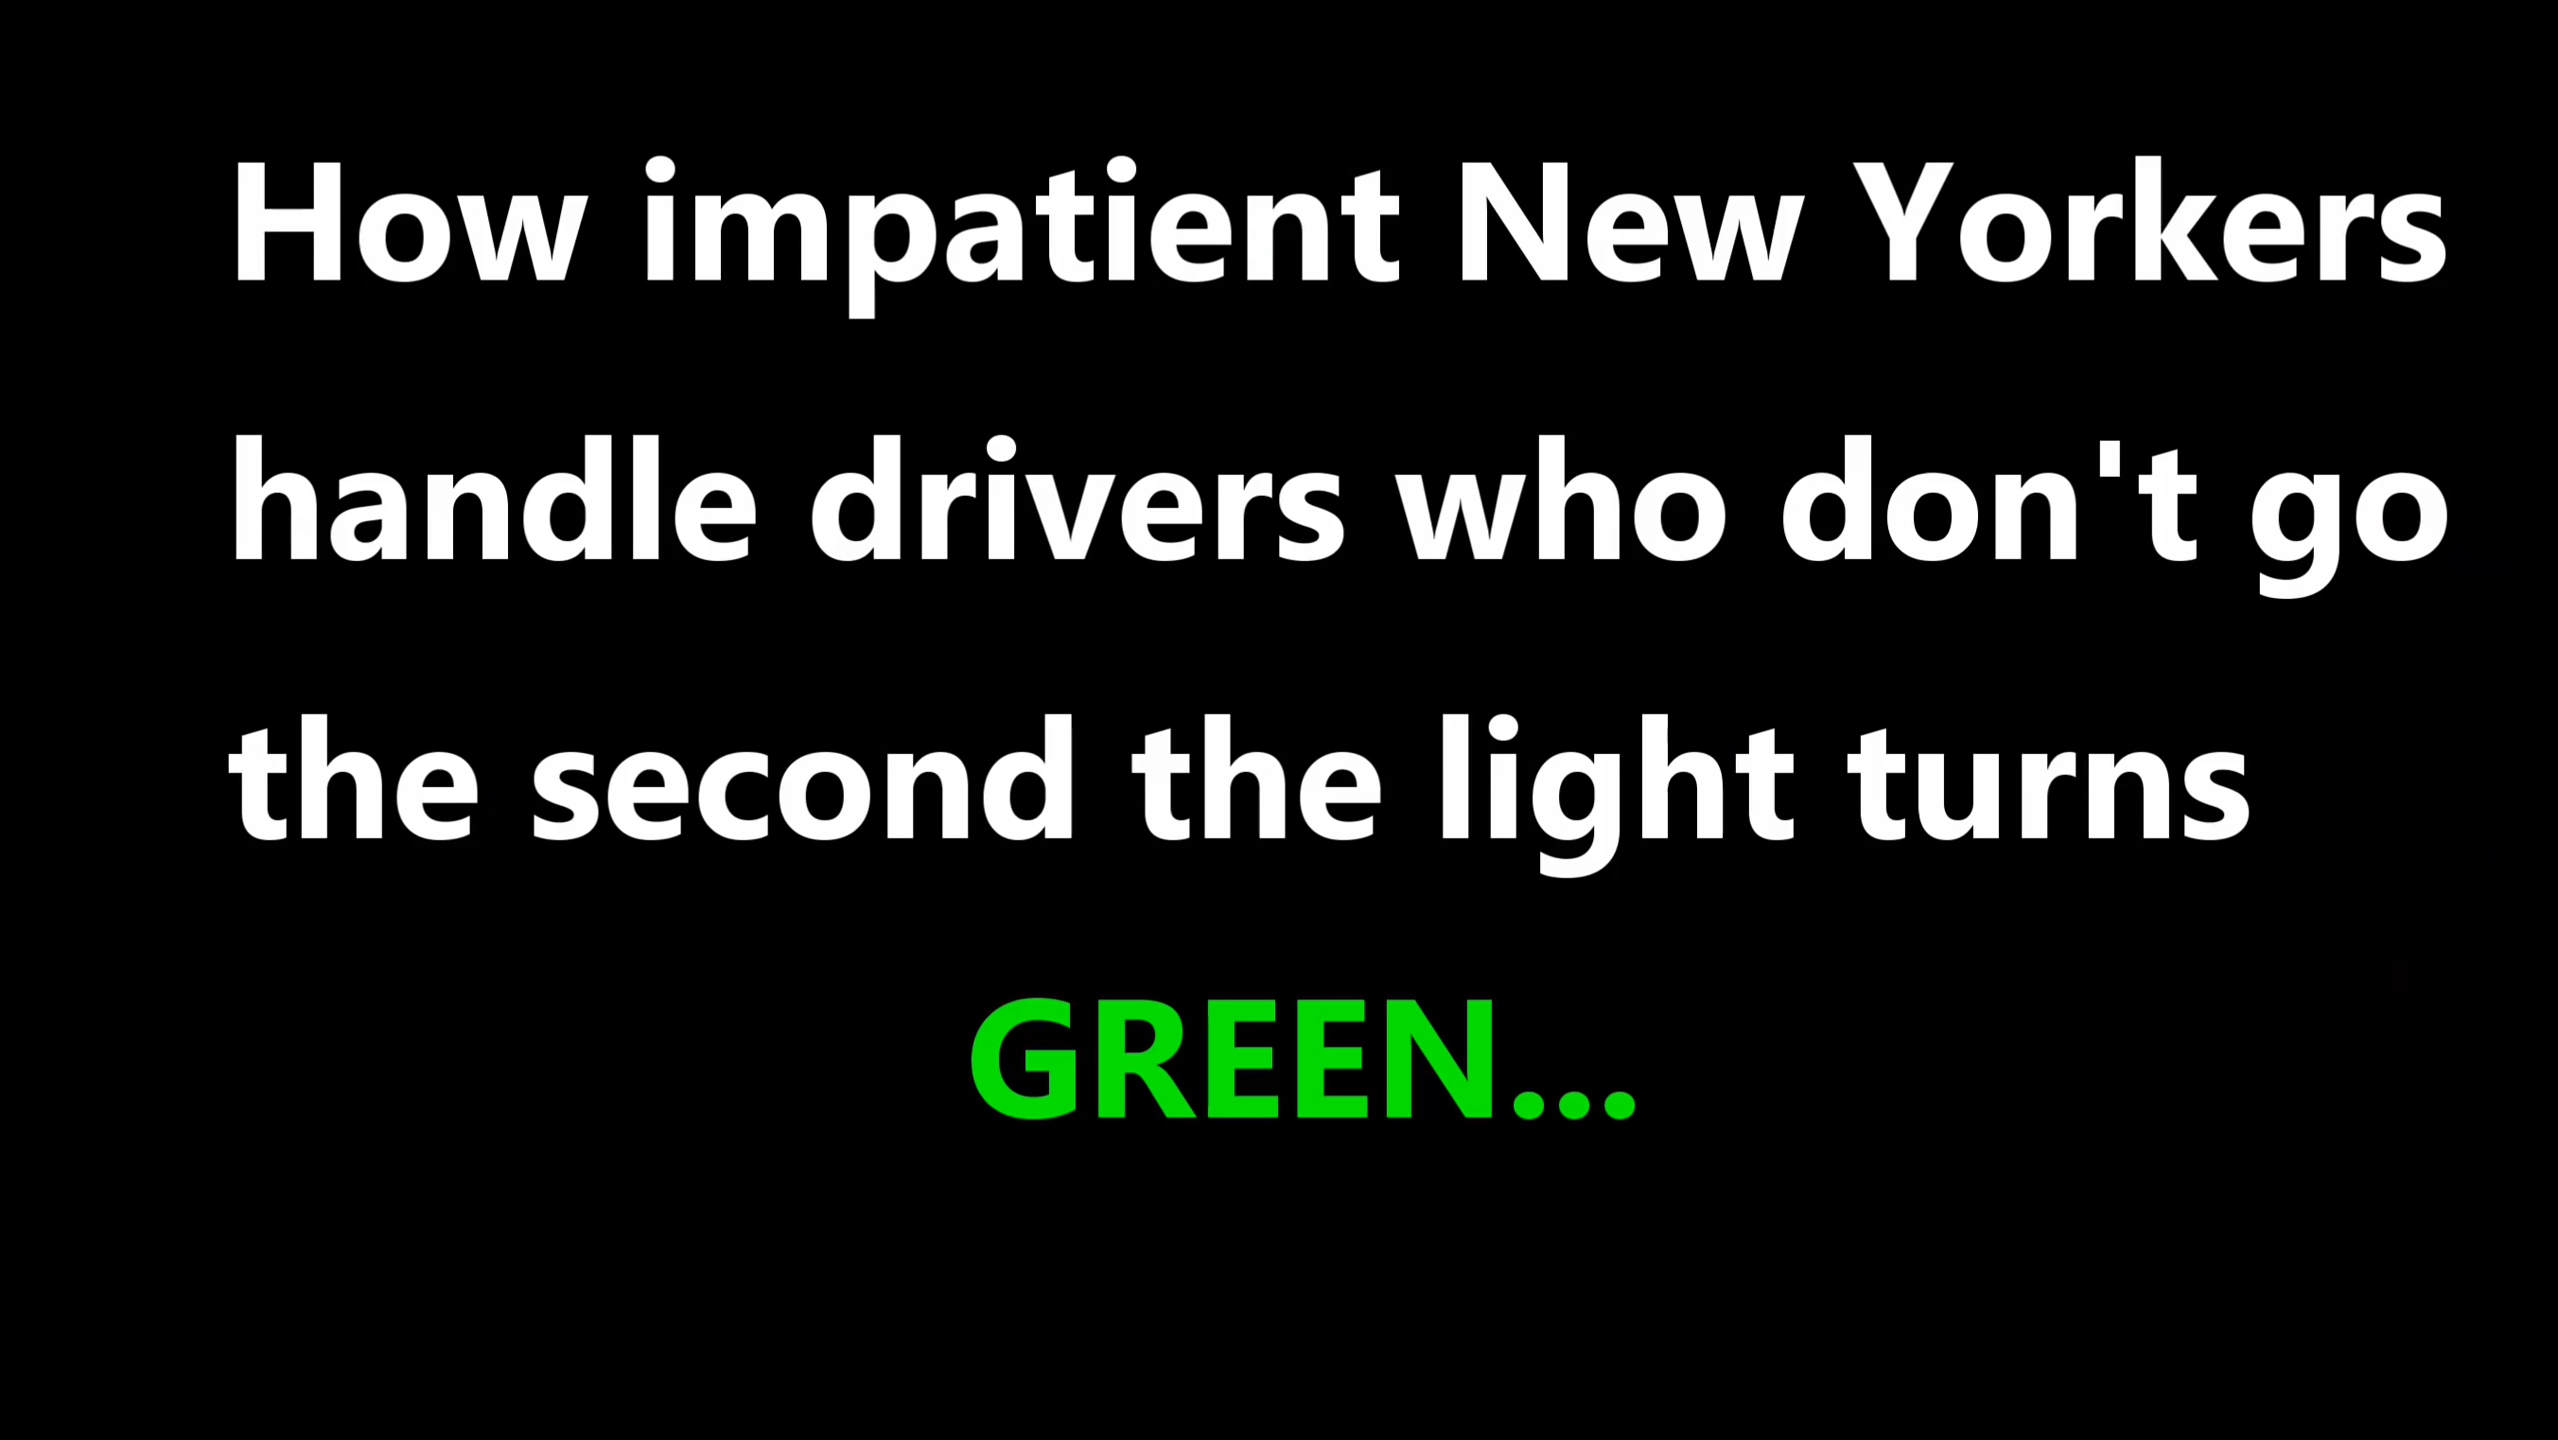 How impatient New Yorkers
handle drivers who don't go
the second the light turns
GREEN...